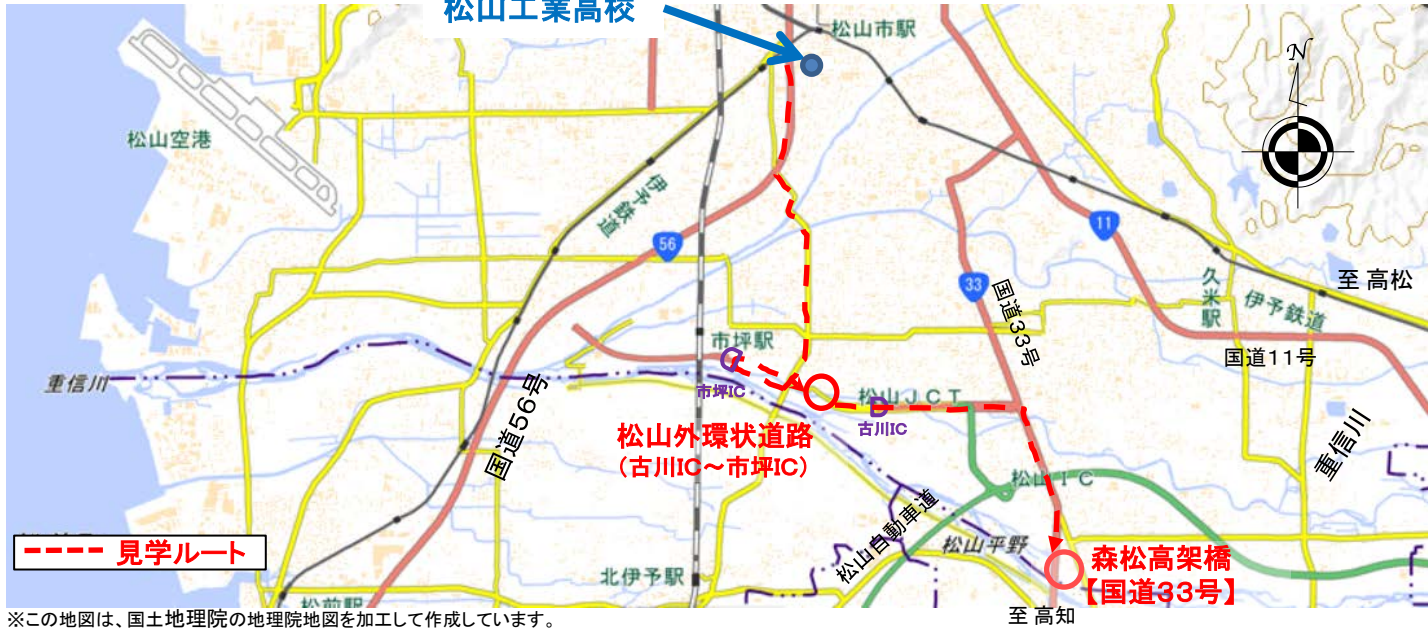 松山工業高校
松山市駅
N
松山空港
伊予鉄道
56
11
33
国道33号
久米駅
至 高松
伊予鉄道
国道11号
市坪駅
重信川
市坪IC
松山JCT
古川IC
国道56号
松山外環状道路
(古川IC~市坪IC)
重信川
松山IC
松山自動車道
松山平野
見学ルート
北伊予駅
森松高架橋
【国道33号】
松前駅
至 高知
※この地図は、国土地理院の地理院地図を加工して作成しています。